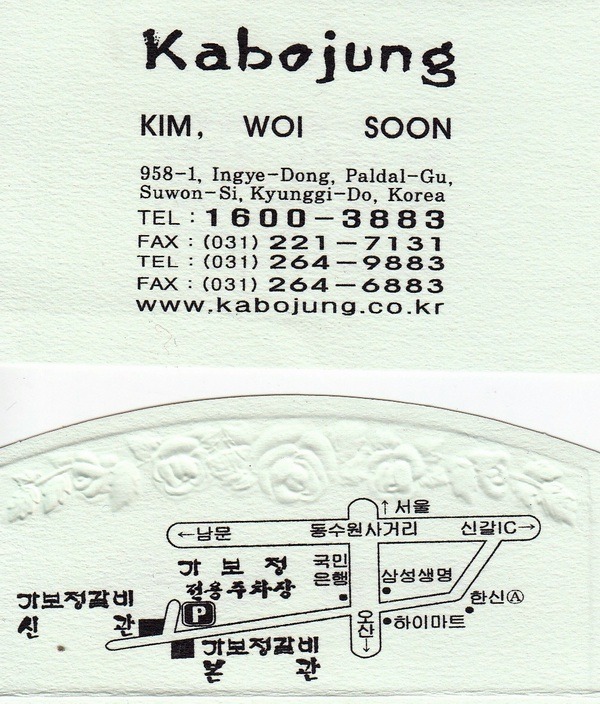 Kabojung
KIM, WOI SOON
958-1, Ingye-Dong, Paldal-Gu,
Suwon-Si, Kyunggi-Do, Korea
TEL : 1600-3883
FAX : (031) 221-7131
TEL : (031) 264-9883
FAX : (031) 264-6883
www.kabojung.co.kr
↑ 서울
←남문 동수원사거리 신갈IC→
가보정
전용주차장
국민
은행
삼성생명
한신Ⓐ
가보정갈비
신 관
P
오산
↓
하이마트
가보정갈비
본 관